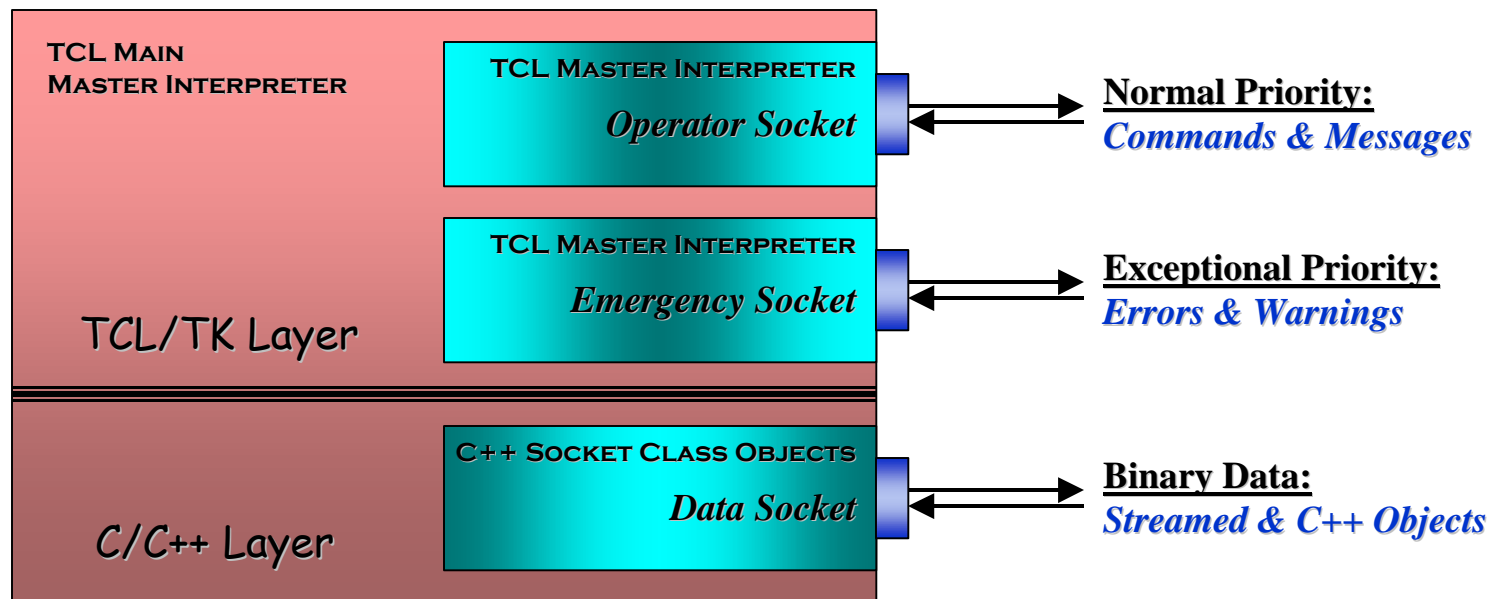 TCL Main
Master Interpreter
TCL Master Interpreter
Operator Socket
Normal Priority:
Commands & Messages
TCL Master Interpreter
Emergency Socket
Exceptional Priority:
Errors & Warnings
TCL/TK Layer
C++ Socket Class Objects
Data Socket
Binary Data:
Streamed & C++ Objects
C/C++ Layer